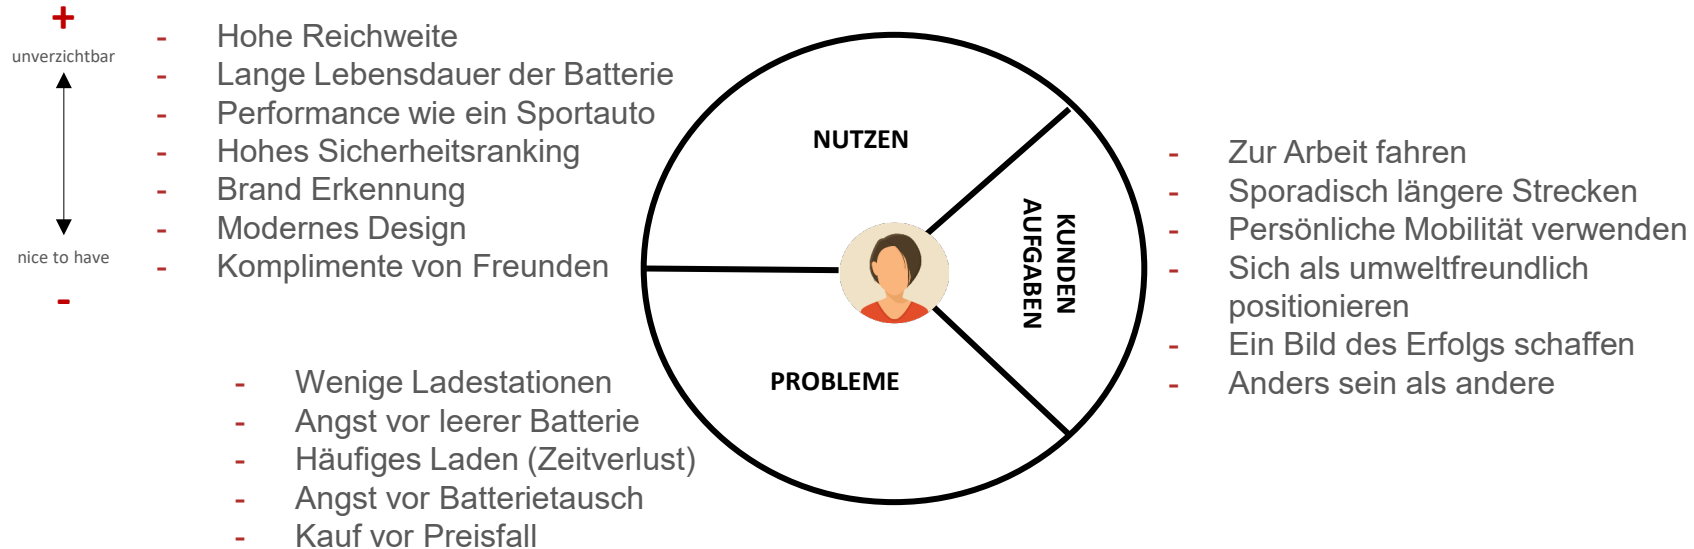 +
unverzichtbar
nice to have
-
- Hohe Reichweite
- Lange Lebensdauer der Batterie
- Performance wie ein Sportauto
- Hohes Sicherheitsranking
- Brand Erkennung
- Modernes Design
- Komplimente von Freunden
NUTZEN
KUNDEN
AUFGABEN
PROBLEME
- Zur Arbeit fahren
- Sporadisch längere Strecken
- Persönliche Mobilität verwenden
- Sich als umweltfreundlich
positionieren
- Ein Bild des Erfolgs schaffen
- Anders sein als andere
- Wenige Ladestationen
- Angst vor leerer Batterie
- Häufiges Laden (Zeitverlust)
- Angst vor Batterietausch
- Kauf vor Preisfall